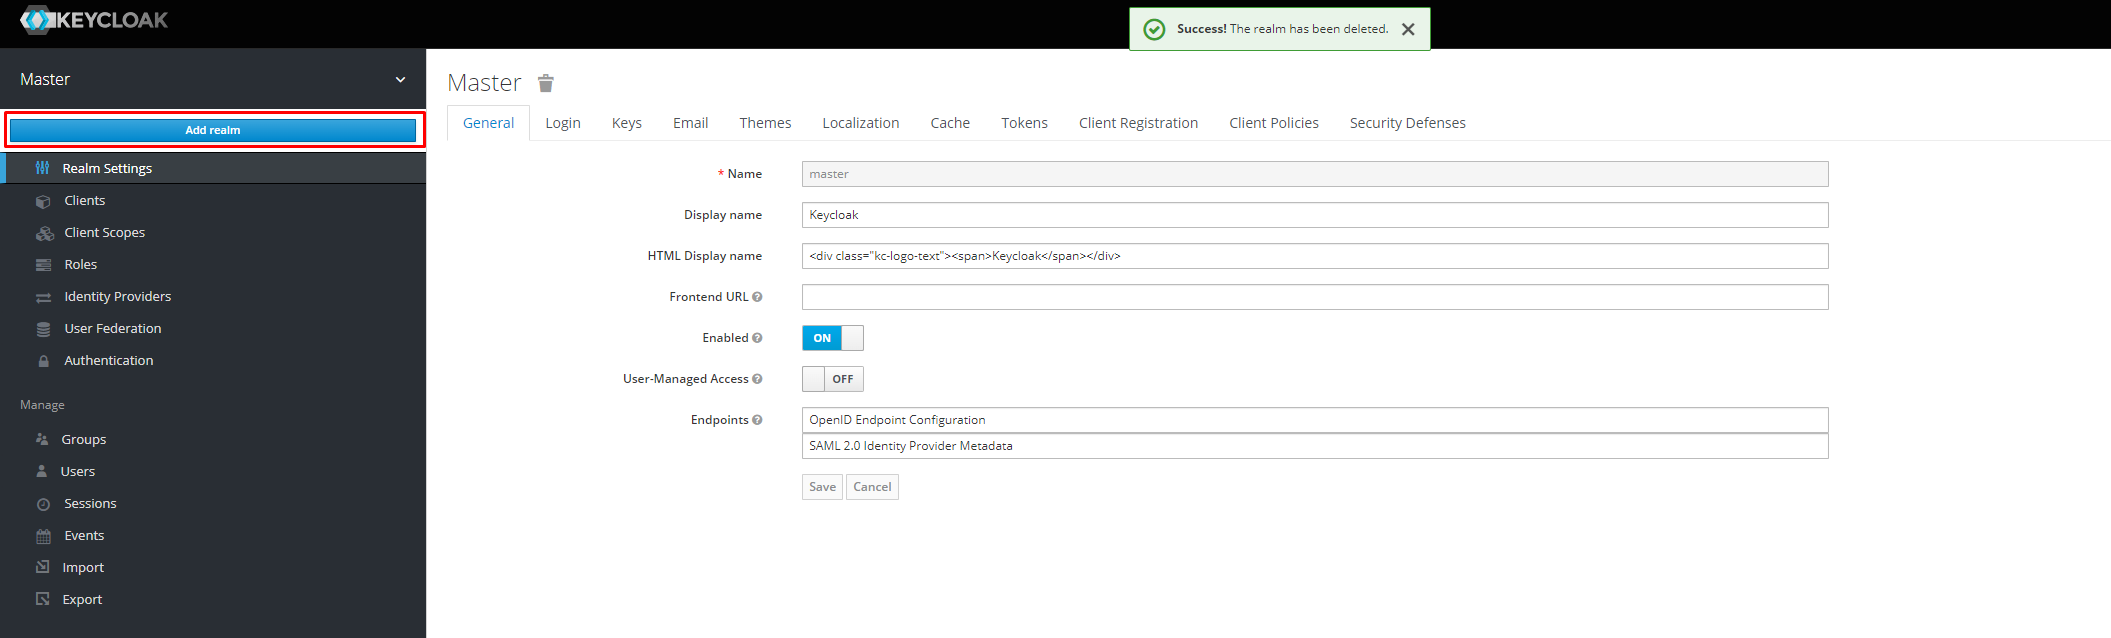 KEYCLOAK
Success! The realm has been deleted.
Master
Add realm
Realm Settings
Clients
Client Scopes
Roles
Identity Providers
User Federation
Authentication
Manage
Groups
Users
Sessions
Events
Import
Export
Master
General Login Keys Email Themes Localization Cache Tokens Client Registration Client Policies Security Defenses
* Name master
Display name Keycloak
HTML Display name <div class="kc-logo-text"><span>Keycloak</span></div>
Frontend URL
Enabled ON
User-Managed Access OFF
Endpoints OpenID Endpoint Configuration
SAML 2.0 Identity Provider Metadata
Save Cancel